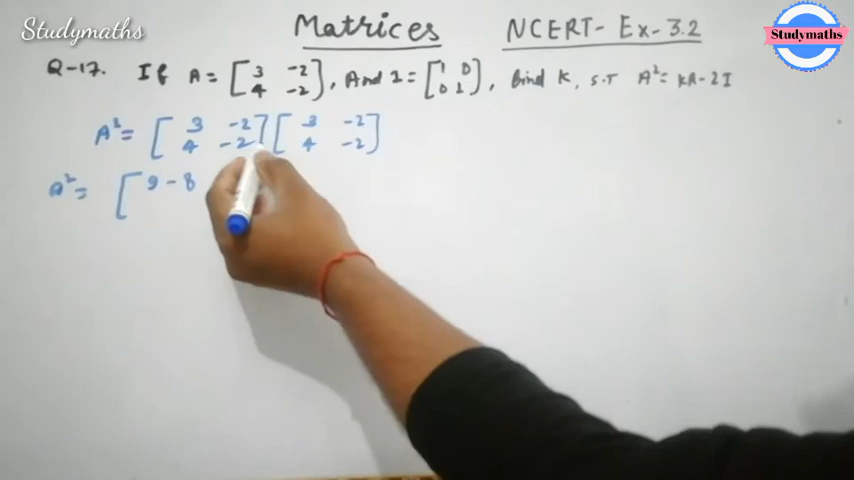 Studymaths
Matrices NCERT- Ex-3.2
Studymaths
Q-17. If A = [3 -2], And I = [1 0], find K, s.t A² = KA-2I
[4 -2] [0 1]
A² = [3 -2][3 -2]
[4 -2][4 -2]
A² = [9-8